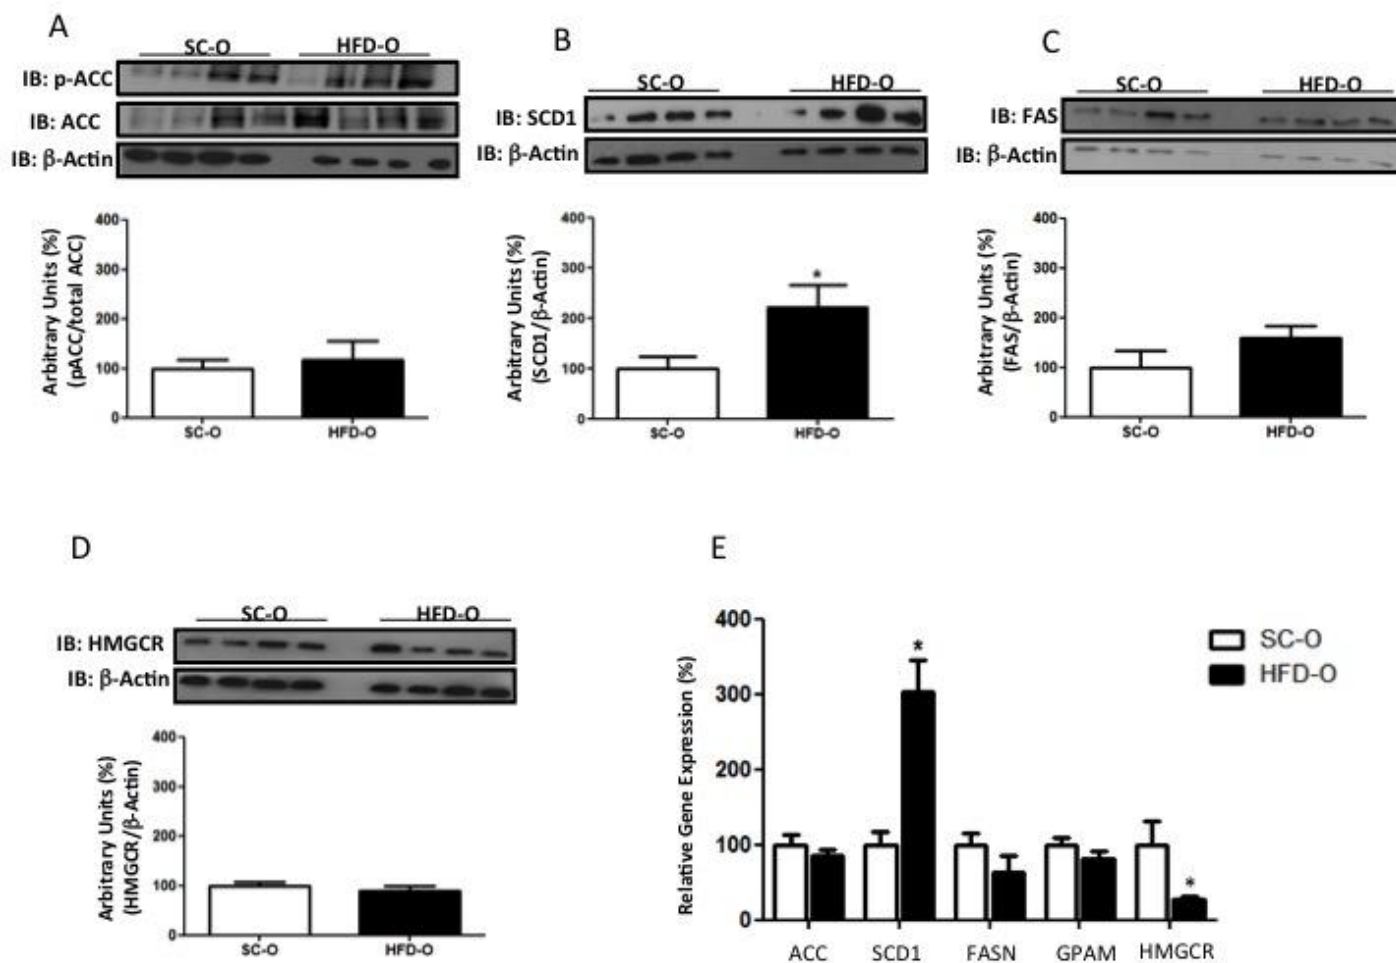 A
SC-O HFD-O
IB: p-ACC
IB: ACC
IB: β-Actin
Arbitrary Units (%)
(pACC/total ACC)
400
300
200
100
0
SC-O HFD-O
B
SC-O HFD-O
IB: SCD1
IB: β-Actin
Arbitrary Units (%)
(SCD1/β-Actin)
400
300
200
100
0
*
SC-O HFD-O
C
SC-O HFD-O
IB: FAS
IB: β-Actin
Arbitrary Units (%)
(FAS/β-Actin)
400
300
200
100
0
SC-O HFD-O
D
SC-O HFD-O
IB: HMGCR
IB: β-Actin
Arbitrary Units (%)
(HMGCR/β-Actin)
400
300
200
100
0
SC-O HFD-O
E
Relative Gene Expression (%)
400
300
200
100
0
*
*
ACC SCD1 FASN GPAM HMGCR
SC-O
HFD-O